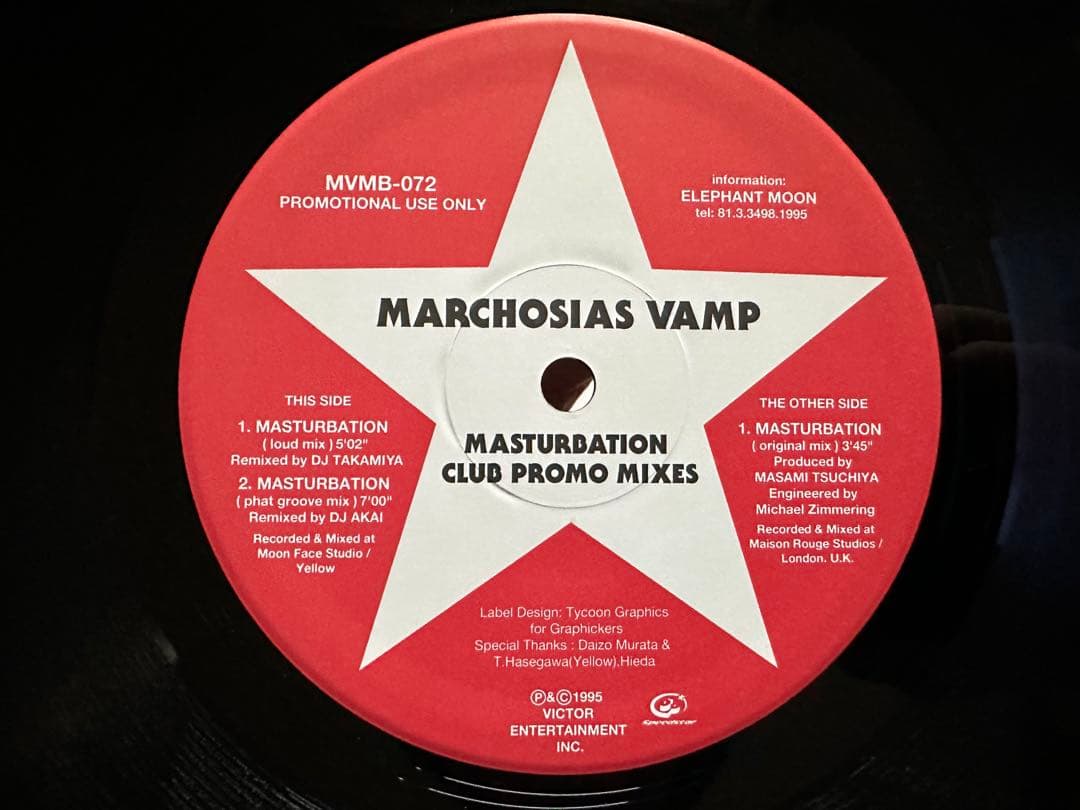 MVMB-072
PROMOTIONAL USE ONLY
information:
ELEPHANT MOON
tel: 81.3.3498.1995
MARCHOSIAS VAMP
MASTURBATION
CLUB PROMO MIXES
THIS SIDE
1. MASTURBATION
( loud mix ) 5'02"
Remixed by DJ TAKAMIYA
2. MASTURBATION
( phat groove mix ) 7'00"
Remixed by DJ AKAI
Recorded & Mixed at
Moon Face Studio /
Yellow
THE OTHER SIDE
1. MASTURBATION
( original mix ) 3'45"
Produced by
MASAMI TSUCHIYA
Engineered by
Michael Zimmering
Recorded & Mixed at
Maison Rouge Studios /
London. U.K.
Label Design: Tycoon Graphics
for Graphickers
Special Thanks : Daizo Murata &
T.Hasegawa(Yellow).Hieda
Ⓟ&Ⓒ1995
VICTOR
ENTERTAINMENT
INC.
Speedstar